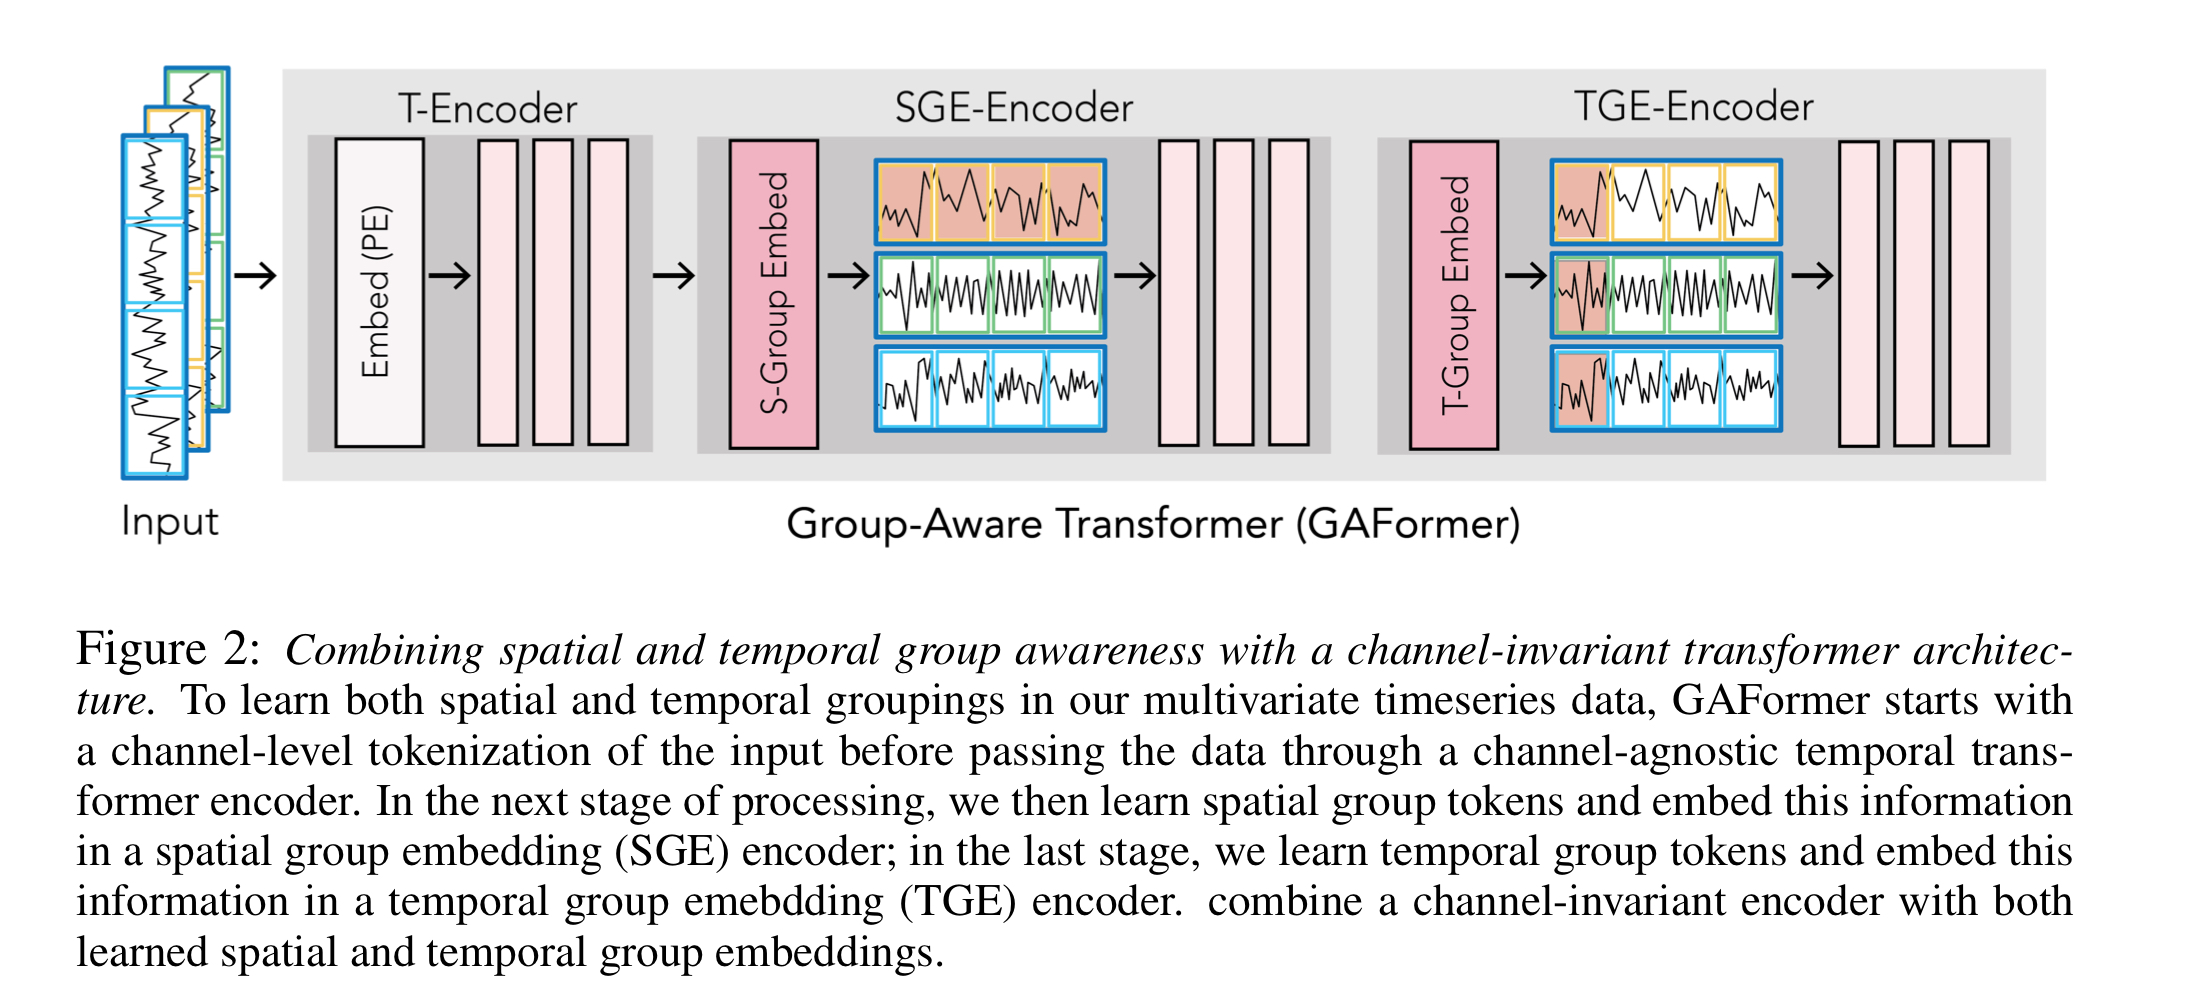 T-Encoder
SGE-Encoder
TGE-Encoder
Embed (PE)
S-Group Embed
T-Group Embed
Input
Group-Aware Transformer (GAFormer)
Figure 2: Combining spatial and temporal group awareness with a channel-invariant transformer architec-
ture. To learn both spatial and temporal groupings in our multivariate timeseries data, GAFormer starts with
a channel-level tokenization of the input before passing the data through a channel-agnostic temporal trans-
former encoder. In the next stage of processing, we then learn spatial group tokens and embed this information
in a spatial group embedding (SGE) encoder; in the last stage, we learn temporal group tokens and embed this
information in a temporal group emebdding (TGE) encoder. combine a channel-invariant encoder with both
learned spatial and temporal group embeddings.